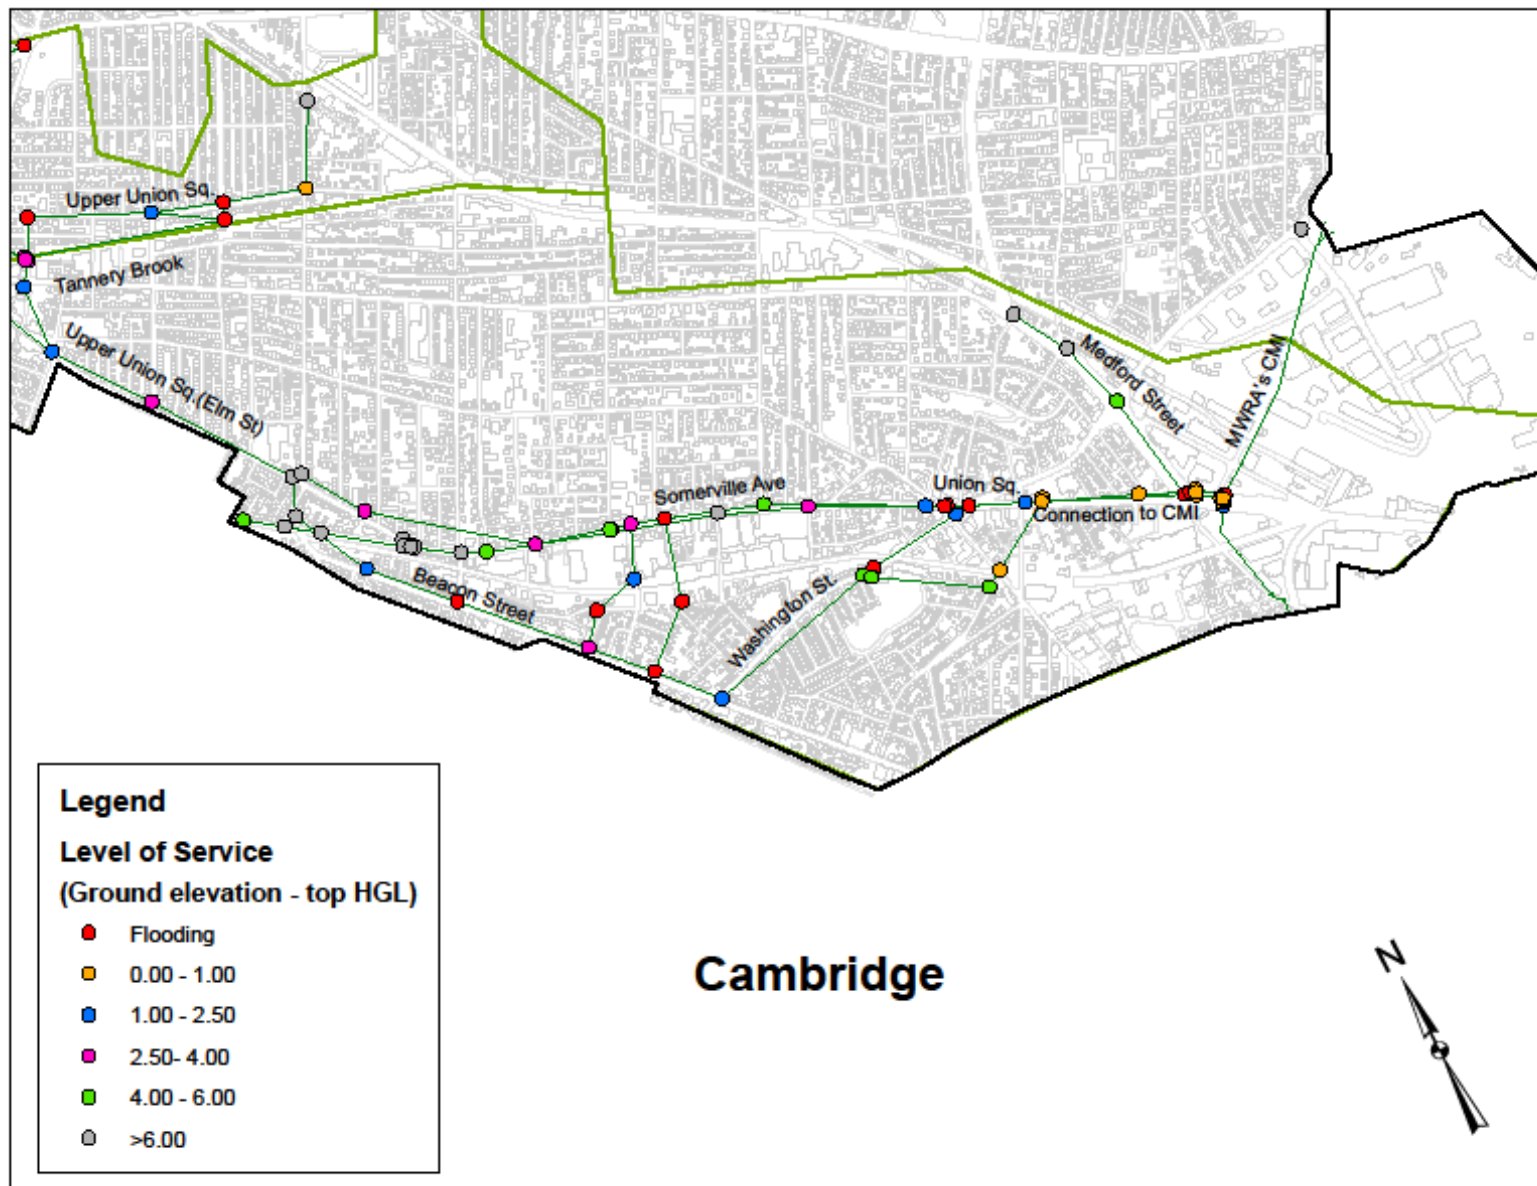 Upper Union Sq.
Tannery Brook
Upper Union Sq.(Elm St)
Medford Street
MWRA's CMI
Somerville Ave
Union Sq.
Connection to CMI
Beacon Street
Washington St.
Legend
Level of Service
(Ground elevation - top HGL)
Flooding
0.00 - 1.00
1.00 - 2.50
2.50- 4.00
4.00 - 6.00
>6.00
Cambridge
N